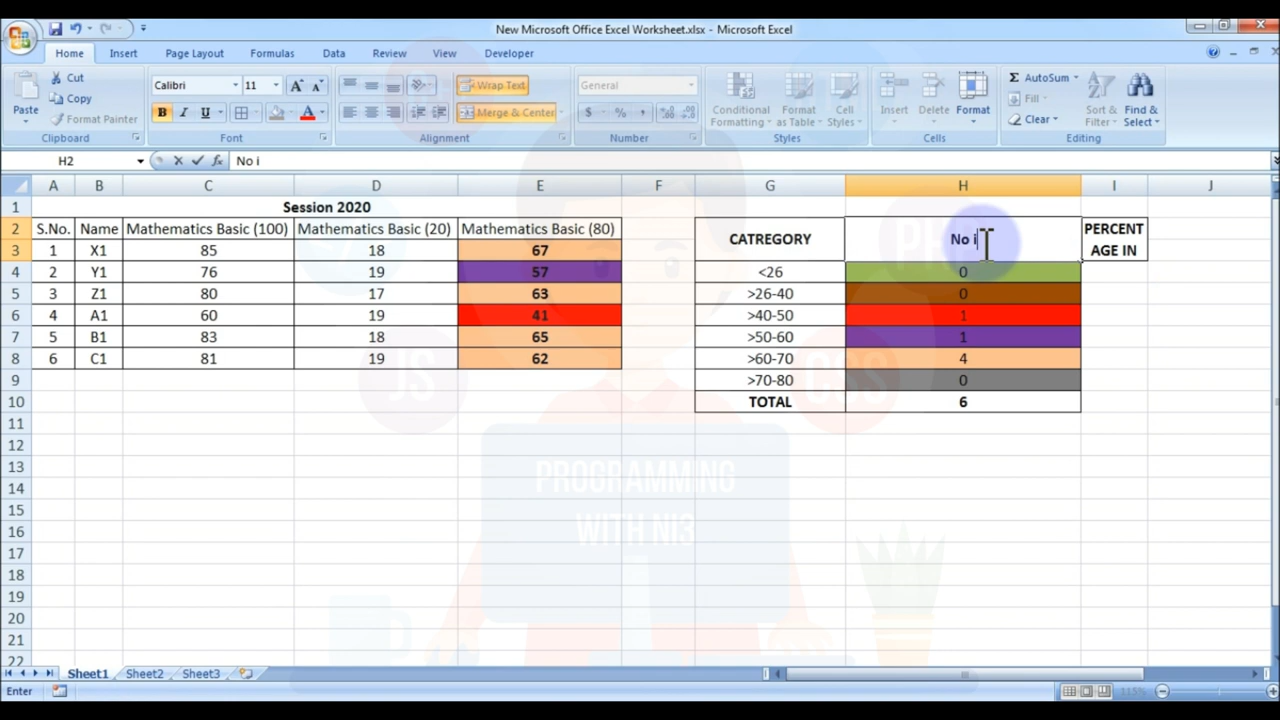 New Microsoft Office Excel Worksheet.xlsx - Microsoft Excel
Home Insert Page Layout Formulas Data Review View Developer
Cut Calibri 11 Wrap Text General AutoSum
Copy Fill
Paste Format Painter B I U A Merge & Center $ % , Conditional Formatting Format as Table Cell Styles Insert Delete Format Clear Sort & Filter Find & Select
Clipboard Font Alignment Number Styles Cells Editing
H2 fx No i
A B C D E F G H I J
1 Session 2020
2 S.No. Name Mathematics Basic (100) Mathematics Basic (20) Mathematics Basic (80) CATREGORY No i PERCENT AGE IN
3 1 X1 85 18 67
4 2 Y1 76 19 57 <26 0
5 3 Z1 80 17 63 >26-40 0
6 4 A1 60 19 41 >40-50 1
7 5 B1 83 18 65 >50-60 1
8 6 C1 81 19 62 >60-70 4
9 >70-80 0
10 TOTAL 6
11
12
13
14
15
16
17
18
19
20
21
22
JS
CSS
PROGRAMMING
WITH NI3
Sheet1 Sheet2 Sheet3
Enter 115%